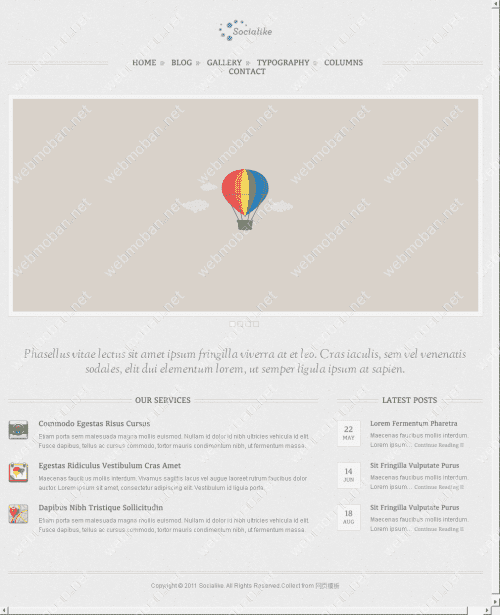 Socialike
HOME BLOG GALLERY TYPOGRAPHY COLUMNS
CONTACT
Phasellus vitae lectus sit amet ipsum fringilla viverra at et leo. Cras iaculis, sem vel venenatis
sodales, elit dui elementum lorem, ut semper ligula ipsum at sapien.
OUR SERVICES
Commodo Egestas Risus Cursus
Etiam porta sem malesuada magna mollis euismod. Nullam id dolor id nibh ultricies vehicula id elit.
Fusce dapibus, tellus ac cursus commodo, tortor mauris condimentum nibh, ut fermentum massa.
Egestas Ridiculus Vestibulum Cras Amet
Maecenas faucibus mollis interdum. Vivamus sagittis lacus vel augue laoreet rutrum faucibus dolor
auctor. Lorem ipsum sit amet, consectetur adipiscing elit. Vestibulum id ligula porta.
Dapibus Nibh Tristique Sollicitudin
Etiam porta sem malesuada magna mollis euismod. Nullam id dolor id nibh ultricies vehicula id elit.
Fusce dapibus, tellus ac cursus commodo, tortor mauris condimentum nibh, ut fermentum massa.
LATEST POSTS
22
MAY
Lorem Fermentum Pharetra
Maecenas faucibus mollis interdum.
Lorem ipsum... Continue Reading
14
JUN
Sit Fringilla Vulputate Purus
Maecenas faucibus mollis interdum.
Lorem ipsum... Continue Reading
18
AUG
Sit Fringilla Vulputate Purus
Maecenas faucibus mollis interdum.
Lorem ipsum... Continue Reading
Copyright © 2011 Socialike. All Rights Reserved.Collect from 网页模板
webmoban.net